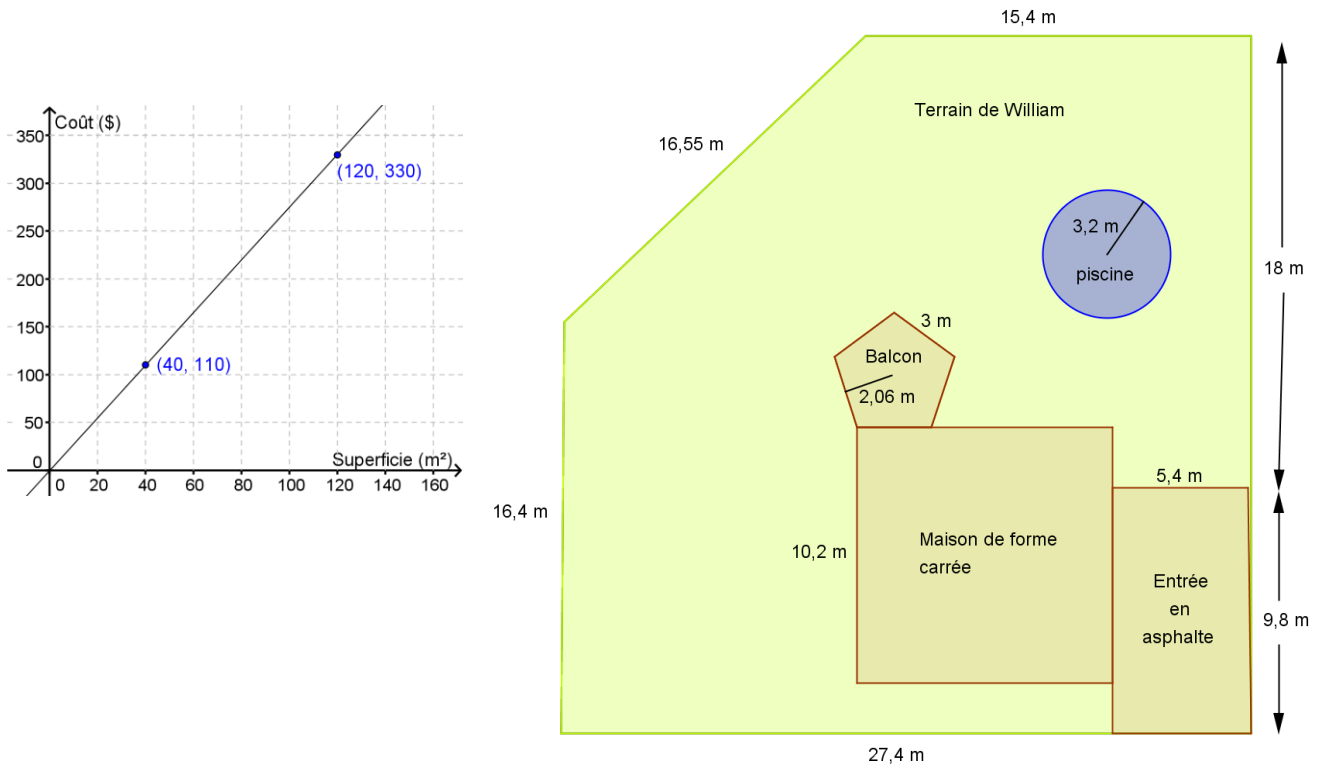 Coût ($)
350
300
250
200
150
100
50
0
(120, 330)
(40, 110)
Superficie (m²)
0 20 40 60 80 100 120 140 160
15,4 m
Terrain de William
16,55 m
3,2 m
piscine
18 m
3 m
Balcon
2,06 m
5,4 m
16,4 m
10,2 m
Maison de forme
carrée
Entrée
en
asphalte
9,8 m
27,4 m